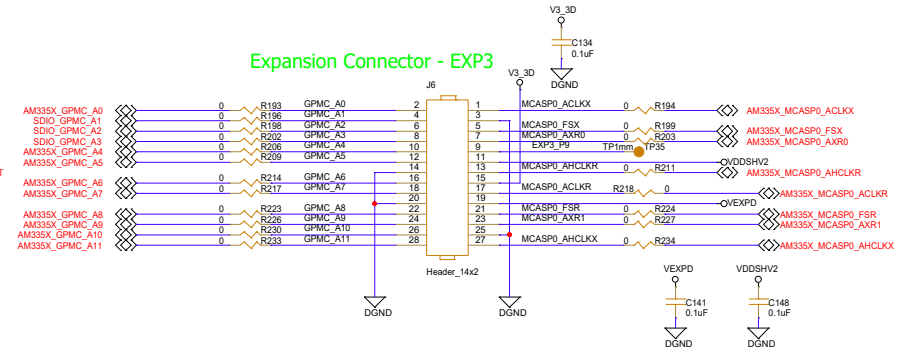 V3_3D
C134
0.1uF
DGND
Expansion Connector - EXP3
J6
V3_3D
AM335X_GPMC_A0 0 R193 GPMC_A0 2 1 MCASP0_ACLKX 0 R194 AM335X_MCASP0_ACLKX
SDIO_GPMC_A1 0 R196 GPMC_A1 4 3
SDIO_GPMC_A2 0 R198 GPMC_A2 6 5 MCASP0_FSX 0 R199 AM335X_MCASP0_FSX
SDIO_GPMC_A3 0 R202 GPMC_A3 8 7 MCASP0_AXR0 0 R203 AM335X_MCASP0_AXR0
AM335X_GPMC_A4 0 R206 GPMC_A4 10 9 EXP3_P9 TP1mm TP35
AM335X_GPMC_A5 0 R209 GPMC_A5 12 11 VDDSHV2
T 14 13 MCASP0_AHCLKR 0 R211 AM335X_MCASP0_AHCLKR
AM335X_GPMC_A6 0 R214 GPMC_A6 16 15
AM335X_GPMC_A7 0 R217 GPMC_A7 18 17 MCASP0_ACLKR R218 0 AM335X_MCASP0_ACLKR
20 19 VEXPD
AM335X_GPMC_A8 0 R223 GPMC_A8 22 21 MCASP0_FSR 0 R224 AM335X_MCASP0_FSR
AM335X_GPMC_A9 0 R226 GPMC_A9 24 23 MCASP0_AXR1 0 R227 AM335X_MCASP0_AXR1
AM335X_GPMC_A10 0 R230 GPMC_A10 26 25
AM335X_GPMC_A11 0 R233 GPMC_A11 28 27 MCASP0_AHCLKX 0 R234 AM335X_MCASP0_AHCLKX
Header_14x2
VEXPD VDDSHV2
C141 C148
0.1uF 0.1uF
DGND DGND
DGND DGND